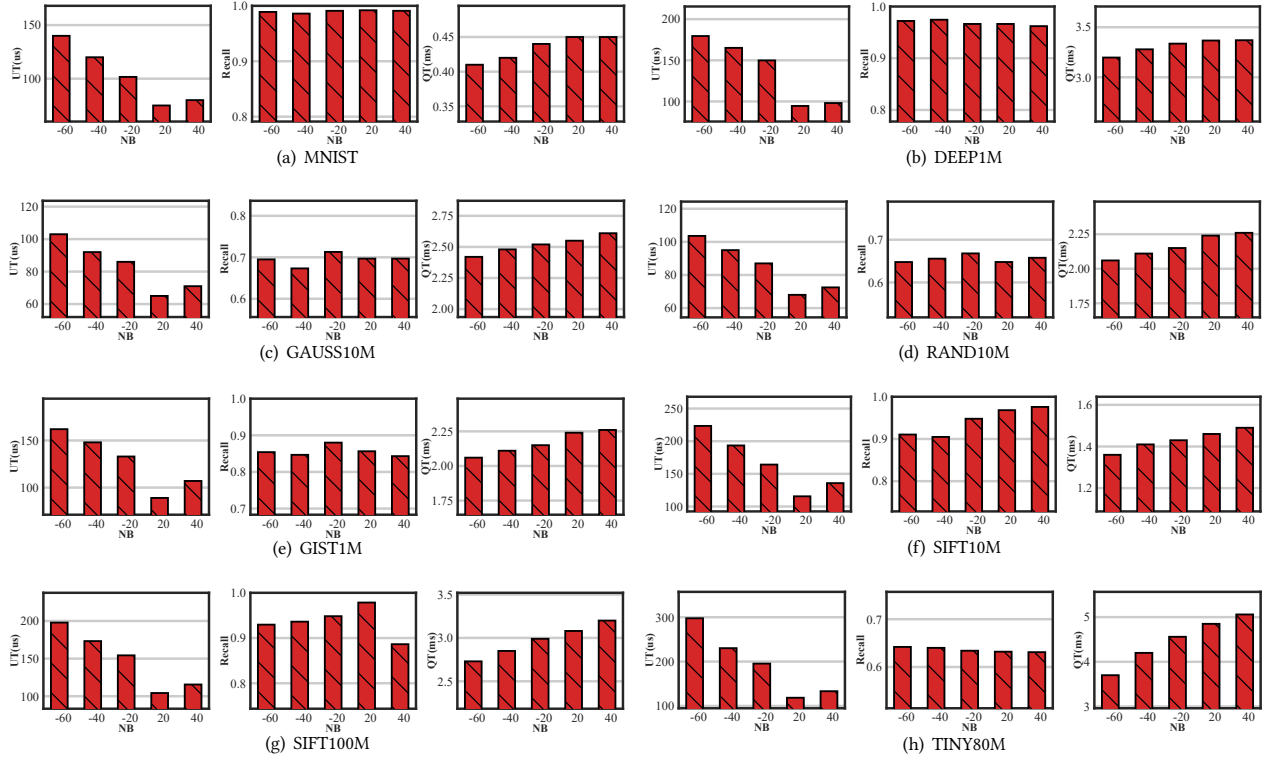 150
100
UT(us)
-60 -40 -20 20 40
NB
1.0
0.9
0.8
Recall
-60 -40 -20 20 40
NB
0.45
0.40
0.35
QT(ms)
-60 -40 -20 20 40
NB
(a) MNIST
200
150
100
UT(us)
-60 -40 -20 20 40
NB
1.0
0.9
0.8
Recall
-60 -40 -20 20 40
NB
3.5
3.0
QT(ms)
-60 -40 -20 20 40
NB
(b) DEEP1M
120
100
80
60
UT(us)
-60 -40 -20 20 40
NB
0.8
0.7
0.6
Recall
-60 -40 -20 20 40
NB
2.75
2.50
2.25
2.00
QT(ms)
-60 -40 -20 20 40
NB
(c) GAUSS10M
120
100
80
60
UT(us)
-60 -40 -20 20 40
NB
0.7
0.6
Recall
-60 -40 -20 20 40
NB
2.25
2.00
1.75
QT(ms)
-60 -40 -20 20 40
NB
(d) RAND10M
150
100
UT(us)
-60 -40 -20 20 40
NB
1.0
0.9
0.8
0.7
Recall
-60 -40 -20 20 40
NB
2.25
2.00
1.75
QT(ms)
-60 -40 -20 20 40
NB
(e) GIST1M
250
200
150
100
UT(us)
-60 -40 -20 20 40
NB
1.0
0.9
0.8
Recall
-60 -40 -20 20 40
NB
1.6
1.4
1.2
QT(ms)
-60 -40 -20 20 40
NB
(f) SIFT10M
200
150
100
UT(us)
-60 -40 -20 20 40
NB
1.0
0.9
0.8
Recall
-60 -40 -20 20 40
NB
3.5
3.0
2.5
QT(ms)
-60 -40 -20 20 40
NB
(g) SIFT100M
300
200
100
UT(us)
-60 -40 -20 20 40
NB
0.7
0.6
Recall
-60 -40 -20 20 40
NB
5
4
3
QT(ms)
-60 -40 -20 20 40
NB
(h) TINY80M